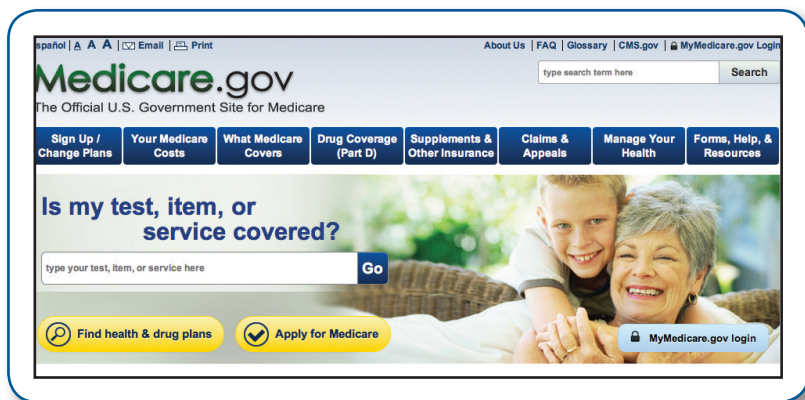 spañol | A A A | Email | Print
About Us | FAQ | Glossary | CMS.gov | MyMedicare.gov Login
Medicare.gov
type search term here
Search
The Official U.S. Government Site for Medicare
Sign Up /
Change Plans
Your Medicare
Costs
What Medicare
Covers
Drug Coverage
(Part D)
Supplements &
Other Insurance
Claims &
Appeals
Manage Your
Health
Forms, Help, &
Resources
Is my test, item, or
service covered?
type your test, item, or service here
Go
Find health & drug plans
Apply for Medicare
MyMedicare.gov login